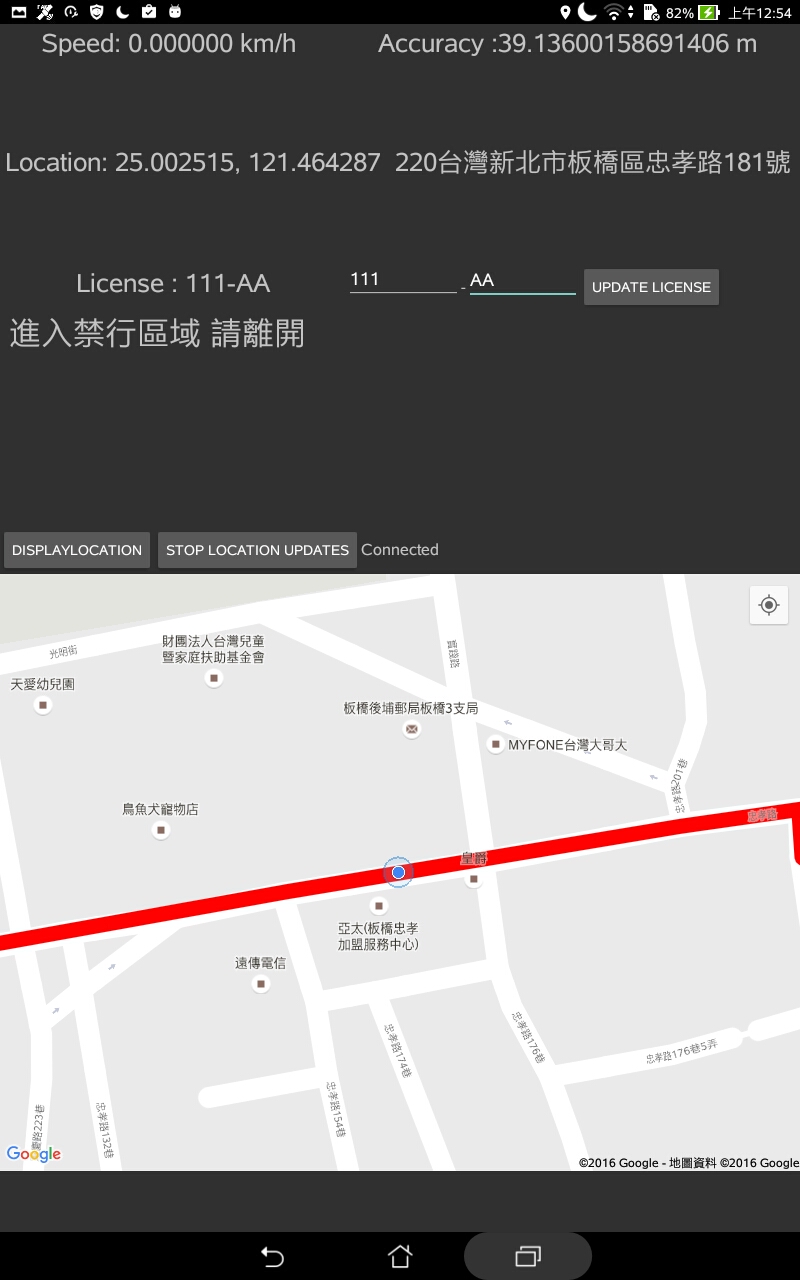 82% 上午12:54
Speed: 0.000000 km/h
Accuracy :39.13600158691406 m
Location: 25.002515, 121.464287 220台灣新北市板橋區忠孝路181號
License : 111-AA
111 - AA
UPDATE LICENSE
進入禁行區域 請離開
DISPLAYLOCATION
STOP LOCATION UPDATES
Connected
光明街
財團法人台灣兒童
暨家庭扶助基金會
實踐路
天愛幼兒園
板橋後埔郵局板橋3支局
MYFONE台灣大哥大
忠孝路201巷
鳥魚犬寵物店
忠孝路
皇爵
亞太(板橋忠孝
加盟服務中心)
遠傳電信
忠孝路174巷
忠孝路176巷
忠孝路176巷5弄
路223巷
忠孝路132巷
忠孝路154巷
Google
©2016 Google - 地圖資料 ©2016 Google